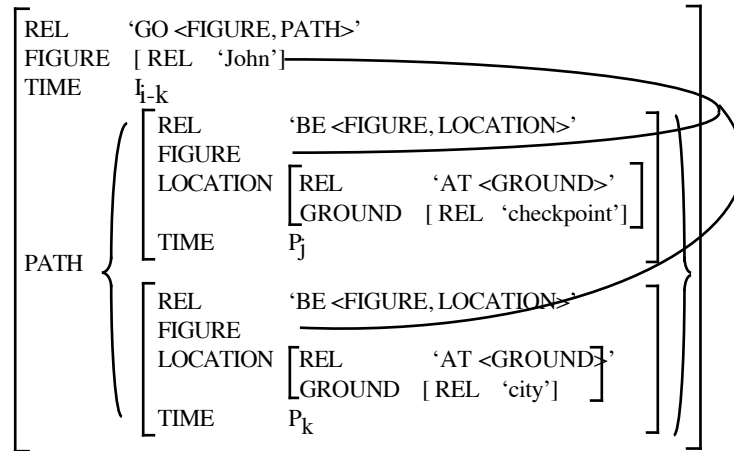 REL ‘GO <FIGURE, PATH>’
FIGURE [ REL ‘John’]
TIME I i-k
REL ‘BE <FIGURE, LOCATION>’
FIGURE
LOCATION REL ‘AT <GROUND>’
GROUND [ REL ‘checkpoint’]
TIME Pj
PATH
REL ‘BE <FIGURE, LOCATION>’
FIGURE
LOCATION REL ‘AT <GROUND>’
GROUND [ REL ‘city’]
TIME Pk